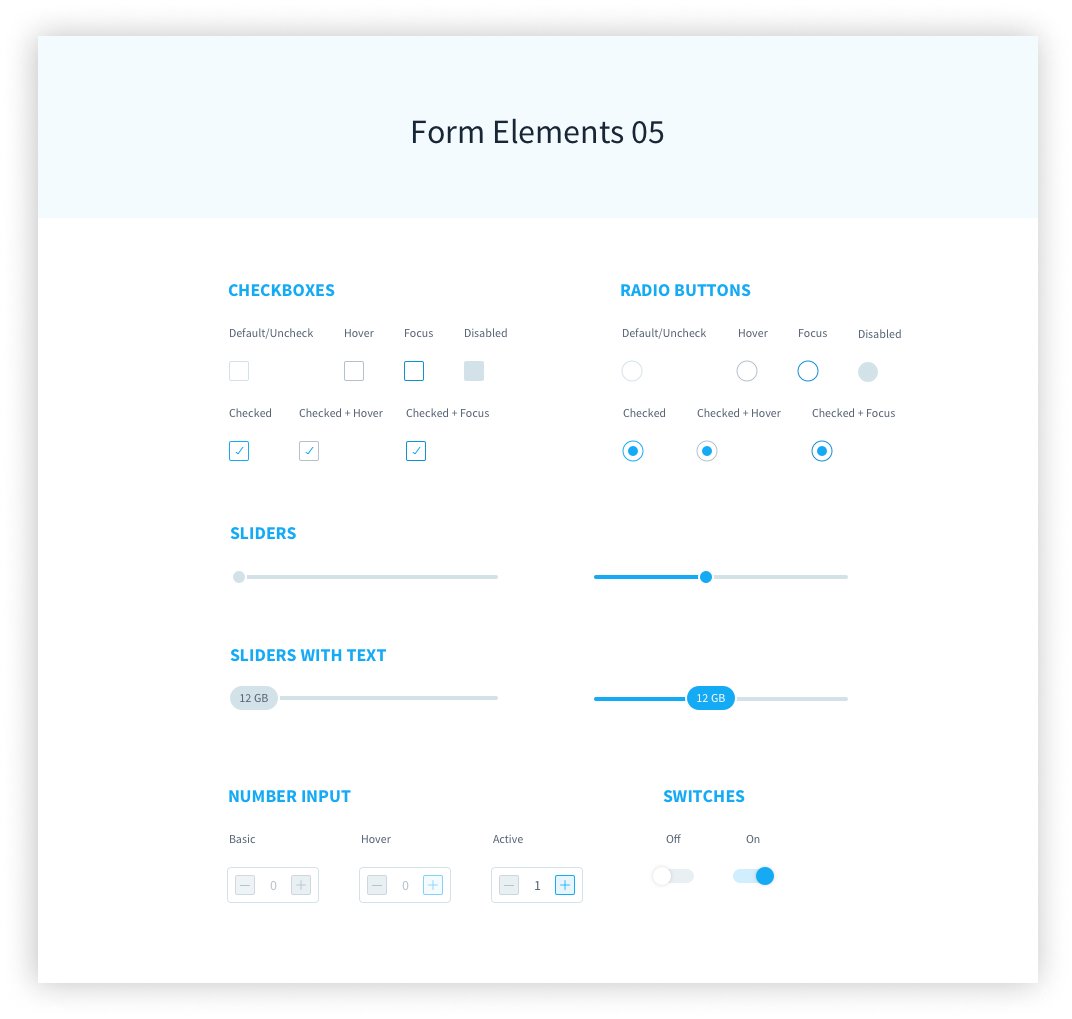 Form Elements 05
CHECKBOXES
Default/Uncheck Hover Focus Disabled
Checked Checked + Hover Checked + Focus
RADIO BUTTONS
Default/Uncheck Hover Focus Disabled
Checked Checked + Hover Checked + Focus
SLIDERS
SLIDERS WITH TEXT
12 GB
12 GB
NUMBER INPUT
Basic Hover Active
0 0 1
SWITCHES
Off On